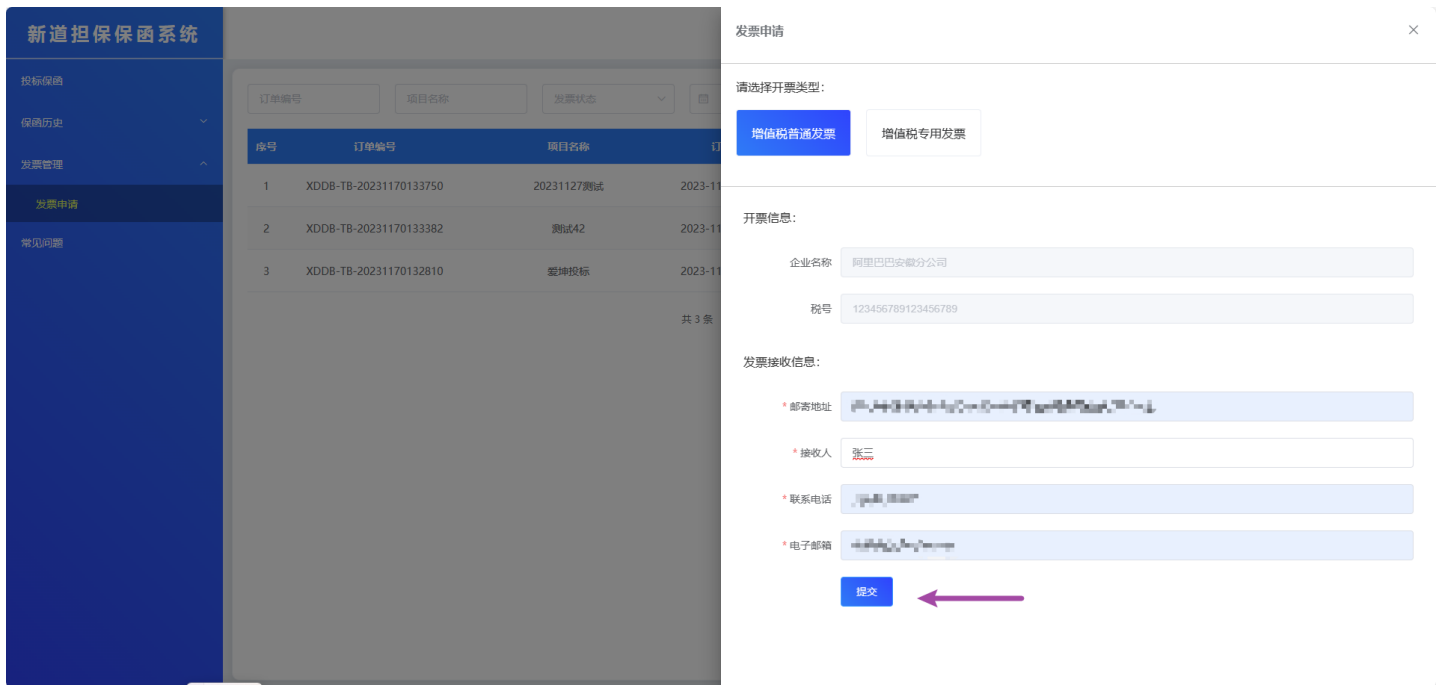 新道担保保函系统
投标保函
保函历史
发票管理
发票申请
常见问题
订单编号 项目名称 发票状态
序号 订单编号 项目名称 订
1 XDDB-TB-20231170133750 20231127测试 2023-11
2 XDDB-TB-20231170133382 测试42 2023-11
3 XDDB-TB-20231170132810 爱坤投标 2023-11
共 3 条
发票申请
请选择开票类型:
增值税普通发票 增值税专用发票
开票信息:
企业名称 阿里巴巴安徽分公司
税号 123456789123456789
发票接收信息:
* 邮寄地址
* 接收人 张三
* 联系电话
* 电子邮箱
提交